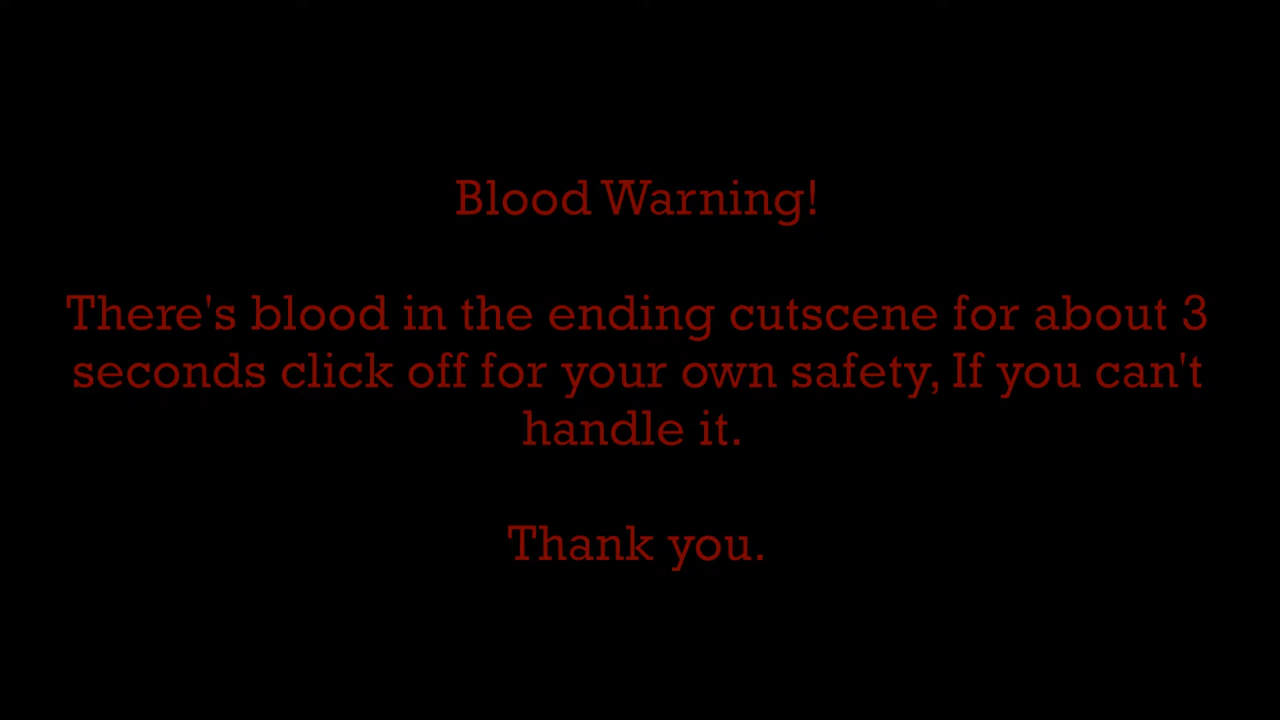 Blood Warning!
There's blood in the ending cutscene for about 3
seconds click off for your own safety, If you can't
handle it.
Thank you.